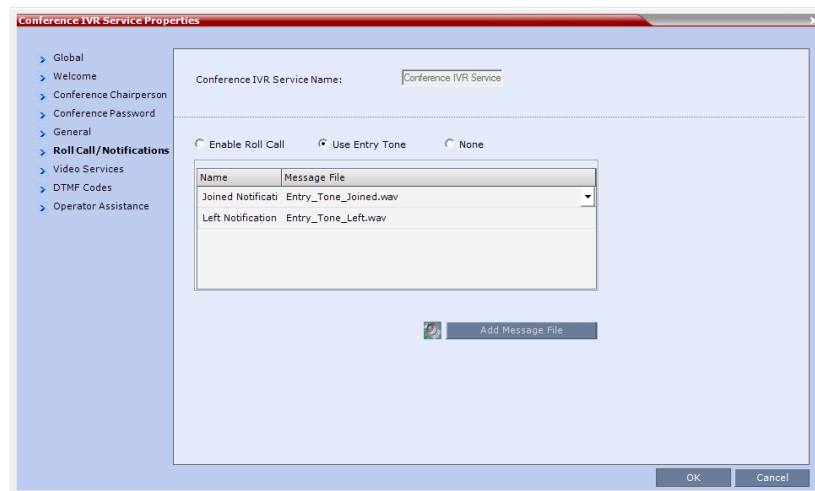 Conference IVR Service Properties
Global
Welcome
Conference Chairperson
Conference Password
General
Roll Call/Notifications
Video Services
DTMF Codes
Operator Assistance
Conference IVR Service Name: Conference IVR Service
Enable Roll Call Use Entry Tone None
Name Message File
Joined Notificati Entry_Tone_Joined.wav
Left Notification Entry_Tone_Left.wav
Add Message File
OK Cancel